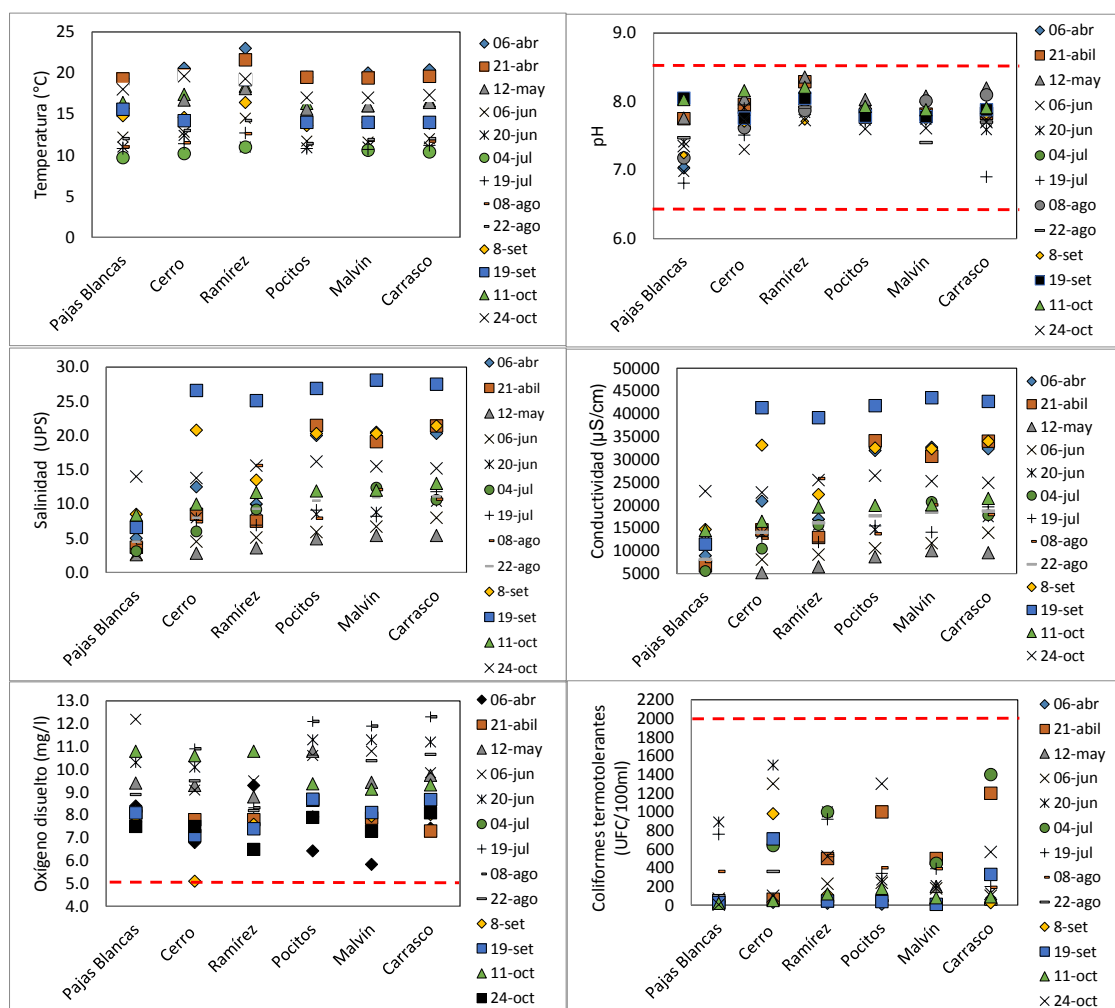 Temperatura (°C)
25
20
15
10
5
0
Pajas Blancas
Cerro
Ramírez
Pocitos
Malvín
Carrasco
06-abr
21-abr
12-may
06-jun
20-jun
04-jul
19-jul
08-ago
22-ago
8-set
19-set
11-oct
24-oct
pH
9.0
8.0
7.0
6.0
Pajas Blancas
Cerro
Ramírez
Pocitos
Malvín
Carrasco
06-abr
21-abil
12-may
06-jun
20-jun
04-jul
19-jul
08-ago
22-ago
8-set
19-set
11-oct
24-oct
Salinidad (UPS)
30.0
25.0
20.0
15.0
10.0
5.0
0.0
Pajas Blancas
Cerro
Ramírez
Pocitos
Malvín
Carrasco
06-abr
21-abil
12-may
06-jun
20-jun
04-jul
19-jul
08-ago
22-ago
8-set
19-set
11-oct
24-oct
Conductividad (µS/cm)
50000
45000
40000
35000
30000
25000
20000
15000
10000
5000
Pajas Blancas
Cerro
Ramírez
Pocitos
Malvín
Carrasco
06-abr
21-abil
12-may
06-jun
20-jun
04-jul
19-jul
08-ago
22-ago
8-set
19-set
11-oct
24-oct
Oxígeno disuelto (mg/l)
13.0
12.0
11.0
10.0
9.0
8.0
7.0
6.0
5.0
4.0
Pajas Blancas
Cerro
Ramírez
Pocitos
Malvín
Carrasco
06-abr
21-abil
12-may
06-jun
20-jun
04-jul
19-jul
08-ago
22-ago
8-set
19-set
11-oct
24-oct
Coliformes termotolerantes
(UFC/100ml)
2200
2000
1800
1600
1400
1200
1000
800
600
400
200
0
Pajas Blancas
Cerro
Ramírez
Pocitos
Malvín
Carrasco
06-abr
21-abil
12-may
06-jun
20-jun
04-jul
19-jul
08-ago
22-ago
8-set
19-set
11-oct
24-oct